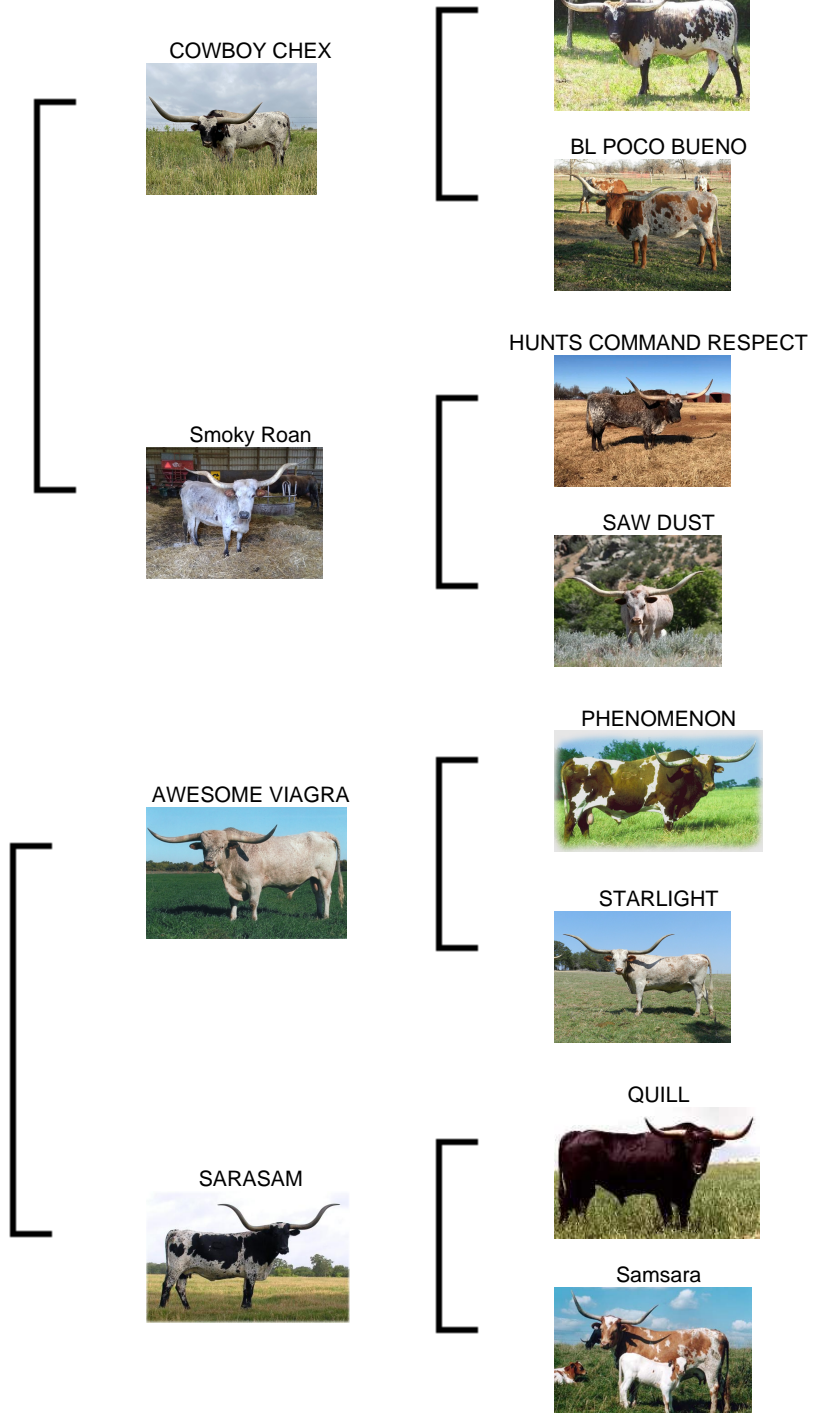 COWBOY CHEX
BL POCO BUENO
HUNTS COMMAND RESPECT
Smoky Roan
SAW DUST
PHENOMENON
AWESOME VIAGRA
STARLIGHT
QUILL
SARASAM
Samsara